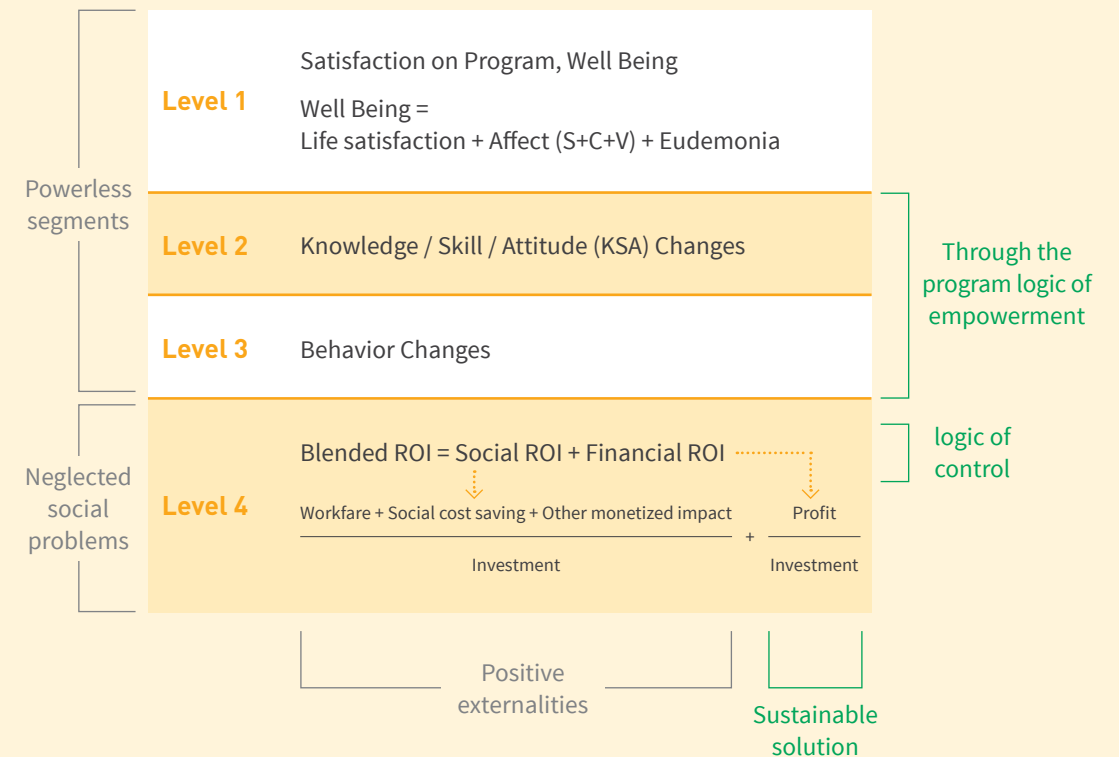 Satisfaction on Program, Well Being
Level 1
Well Being =
Life satisfaction + Affect (S+C+V) + Eudemonia
Powerless
segments
Level 2
Knowledge / Skill / Attitude (KSA) Changes
Through the
program logic of
empowerment
Level 3
Behavior Changes
Neglected
social
problems
Level 4
Blended ROI = Social ROI + Financial ROI
logic of
control
Workfare + Social cost saving + Other monetized impact
Investment
+
Profit
Investment
Positive
externalities
Sustainable
solution